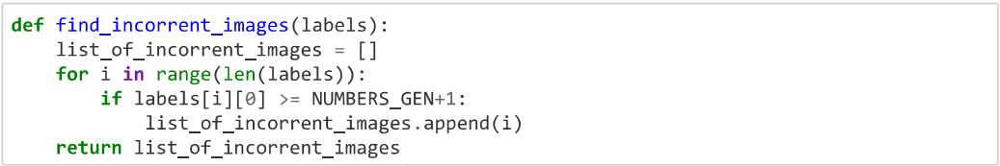 def find_incorrent_images(labels):
    list_of_incorrent_images = []
    for i in range(len(labels)):
        if labels[i][0] >= NUMBERS_GEN+1:
            list_of_incorrent_images.append(i)
    return list_of_incorrent_images